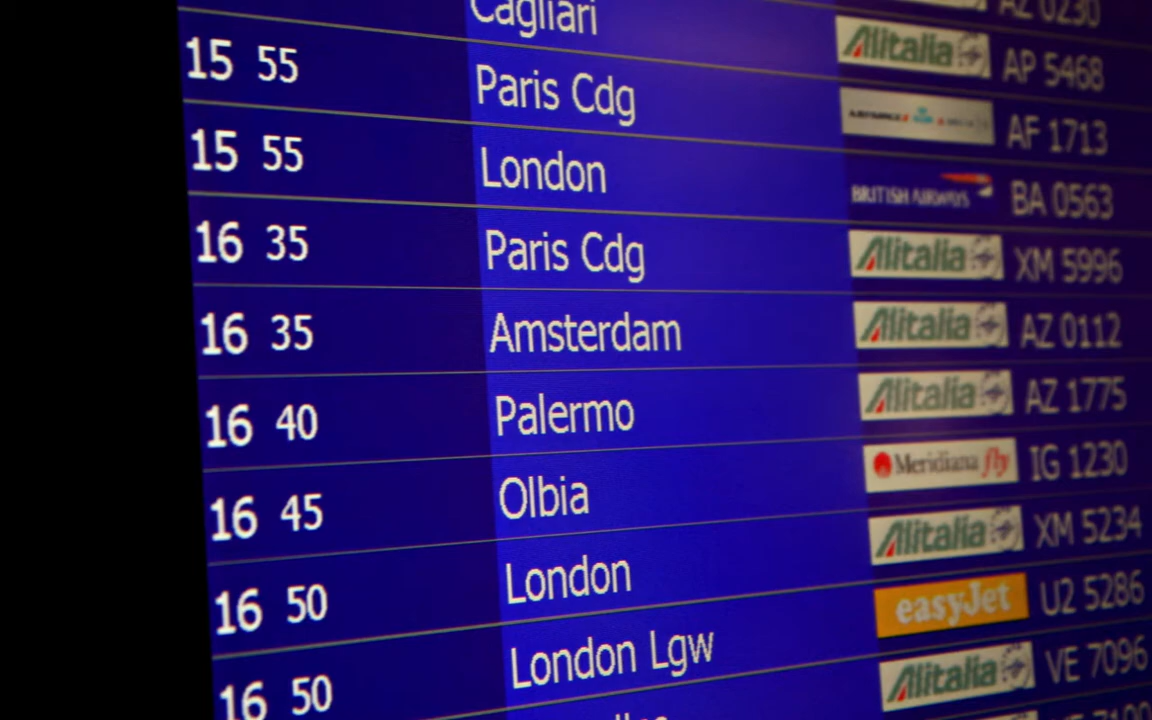 AZ 0230
Cagliari Alitalia AP 5468
15 55 Paris Cdg AIRFRANCE AF 1713
15 55 London BRITISH AIRWAYS BA 0563
16 35 Paris Cdg Alitalia XM 5996
16 35 Amsterdam Alitalia AZ 0112
16 40 Palermo Alitalia AZ 1775
16 45 Olbia Meridiana fly IG 1230
16 50 London Alitalia XM 5234
16 50 London Lgw easyJet U2 5286
Alitalia VE 7096